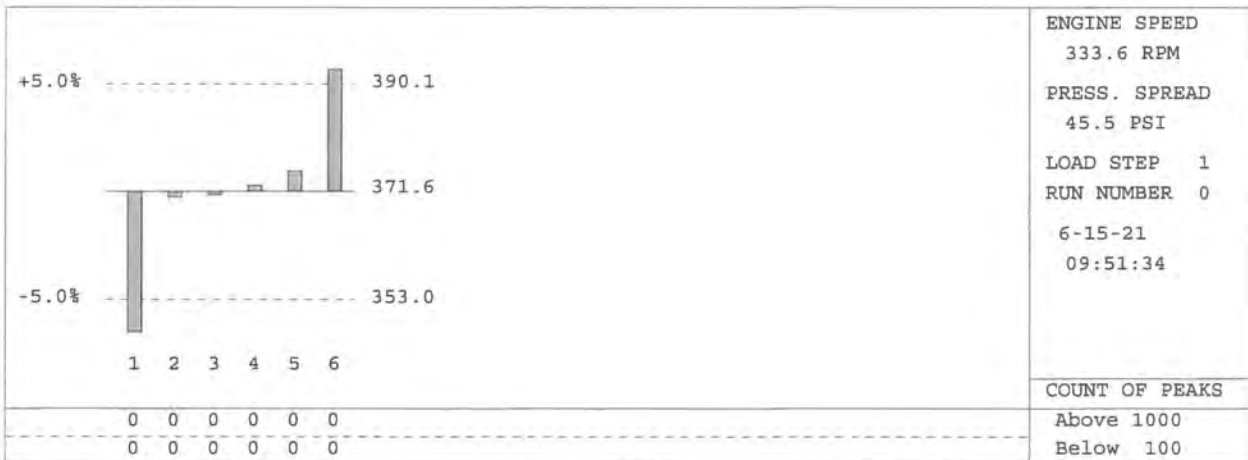 +5.0% 390.1
371.6
-5.0% 353.0
1 2 3 4 5 6
0 0 0 0 0 0
0 0 0 0 0 0
ENGINE SPEED
333.6 RPM
PRESS. SPREAD
45.5 PSI
LOAD STEP 1
RUN NUMBER 0
6-15-21
09:51:34
COUNT OF PEAKS
Above 1000
Below 100